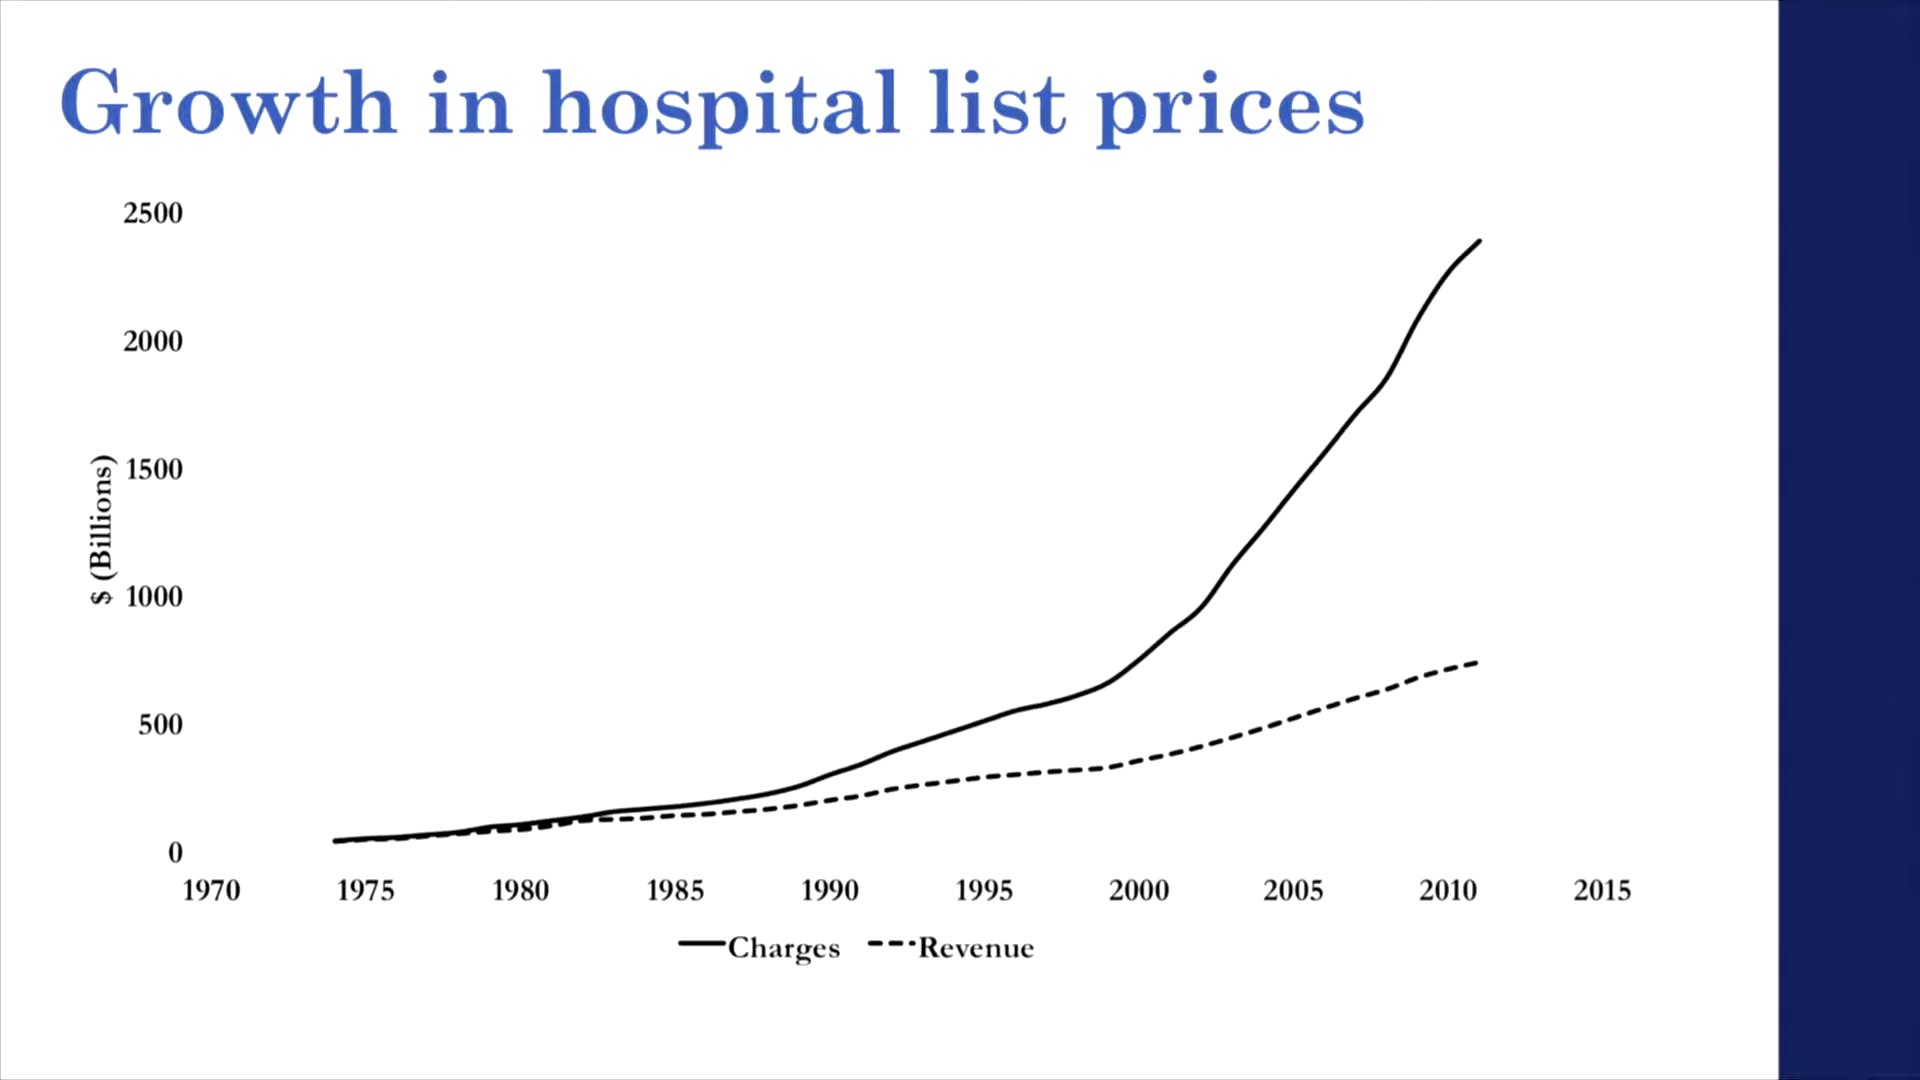 Growth in hospital list prices
2500
2000
1500
1000
500
0
$ (Billions)
1970 1975 1980 1985 1990 1995 2000 2005 2010 2015
Charges Revenue